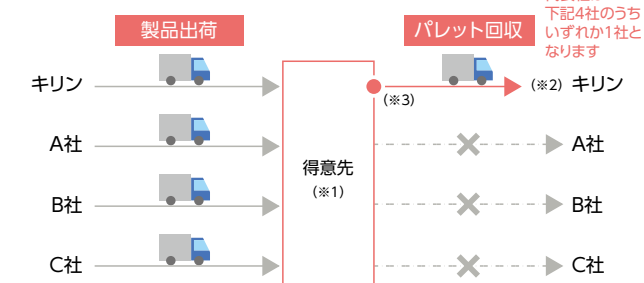 下記4社のうち
製品出荷
パレット回収
いずれか1社と
なります
キリン
(※3)
(※2) キリン
A社
A社
得意先
(※1)
B社
B社
C社
C社